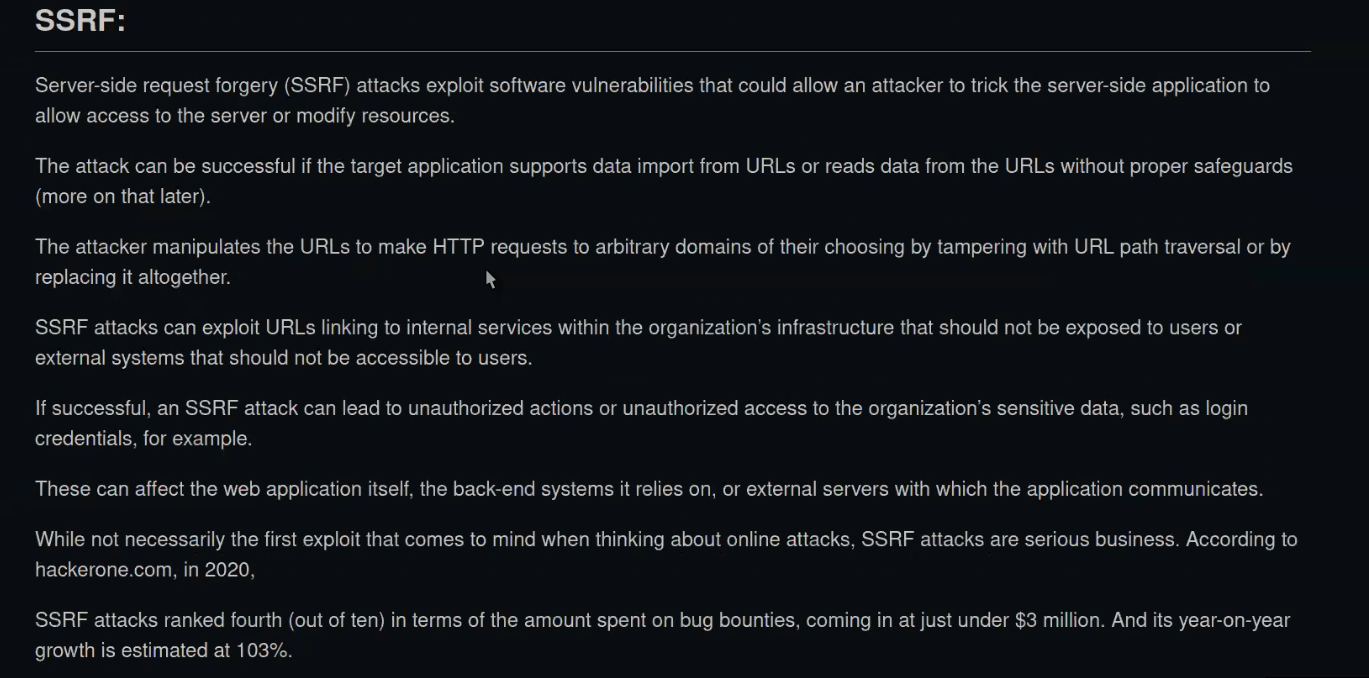 SSRF:
Server-side request forgery (SSRF) attacks exploit software vulnerabilities that could allow an attacker to trick the server-side application to
allow access to the server or modify resources.
The attack can be successful if the target application supports data import from URLs or reads data from the URLs without proper safeguards
(more on that later).
The attacker manipulates the URLs to make HTTP requests to arbitrary domains of their choosing by tampering with URL path traversal or by
replacing it altogether.
SSRF attacks can exploit URLs linking to internal services within the organization’s infrastructure that should not be exposed to users or
external systems that should not be accessible to users.
If successful, an SSRF attack can lead to unauthorized actions or unauthorized access to the organization’s sensitive data, such as login
credentials, for example.
These can affect the web application itself, the back-end systems it relies on, or external servers with which the application communicates.
While not necessarily the first exploit that comes to mind when thinking about online attacks, SSRF attacks are serious business. According to
hackerone.com, in 2020,
SSRF attacks ranked fourth (out of ten) in terms of the amount spent on bug bounties, coming in at just under $3 million. And its year-on-year
growth is estimated at 103%.